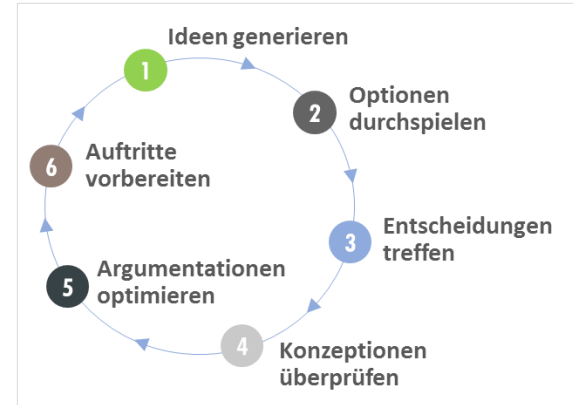 1
Ideen generieren
2
Optionen
durchspielen
3
Entscheidungen
treffen
4
Konzeptionen
überprüfen
5
Argumentationen
optimieren
6
Auftritte
vorbereiten